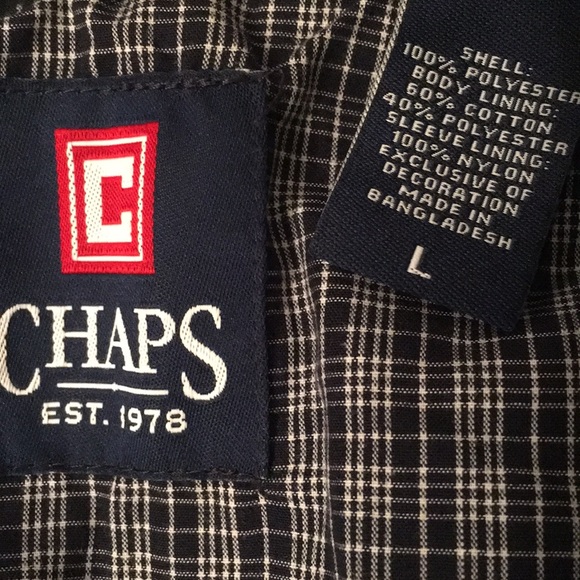 C
CHAPS
EST. 1978
SHELL:
100% POLYESTER
BODY LINING:
60% COTTON
40% POLYESTER
SLEEVE LINING:
100% NYLON
EXCLUSIVE OF
DECORATION
MADE IN
BANGLADESH
L